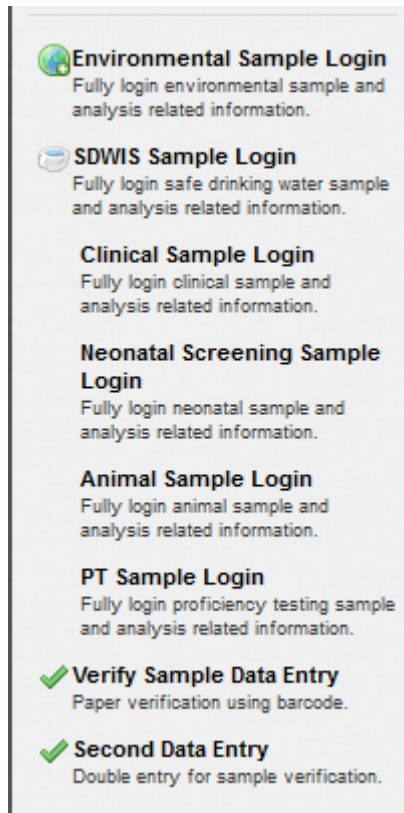 Environmental Sample Login
Fully login environmental sample and
analysis related information.
SDWIS Sample Login
Fully login safe drinking water sample
and analysis related information.
Clinical Sample Login
Fully login clinical sample and
analysis related information.
Neonatal Screening Sample
Login
Fully login neonatal sample and
analysis related information.
Animal Sample Login
Fully login animal sample and
analysis related information.
PT Sample Login
Fully login proficiency testing sample
and analysis related information.
Verify Sample Data Entry
Paper verification using barcode.
Second Data Entry
Double entry for sample verification.